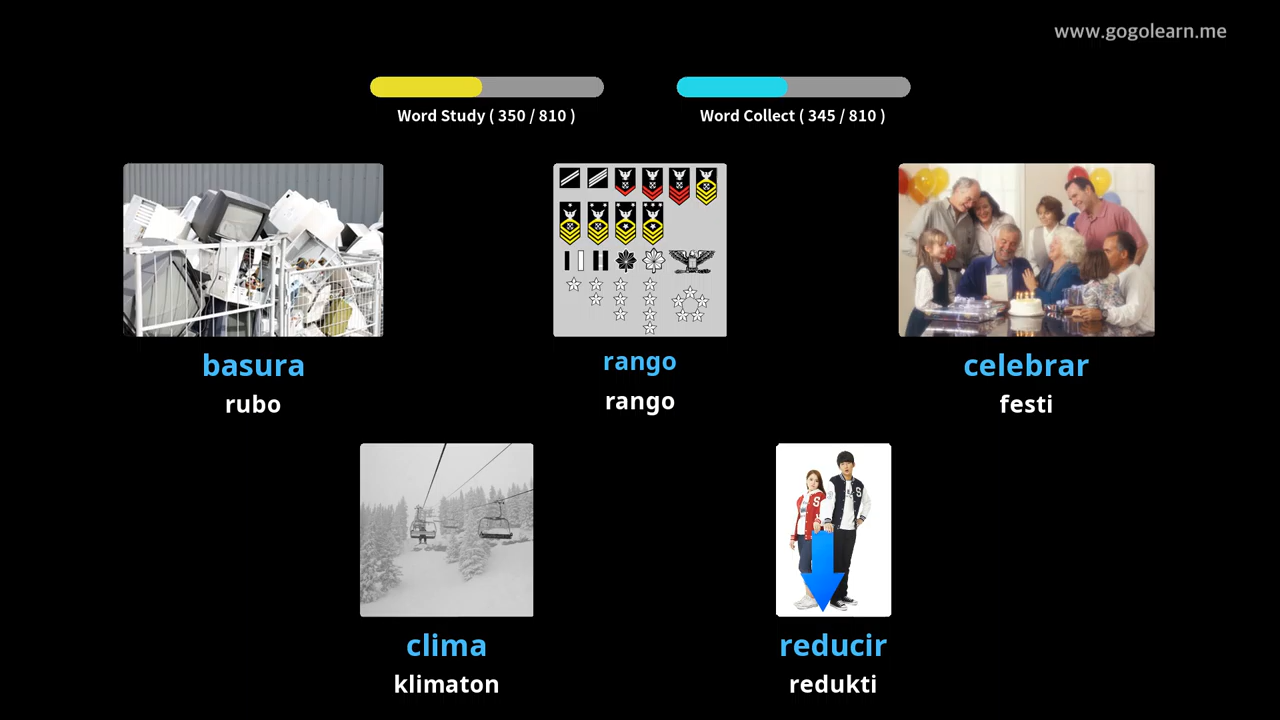 www.gogolearn.me
Word Study ( 350 / 810 )
Word Collect ( 345 / 810 )
basura
rubo
rango
rango
celebrar
festi
clima
klimaton
reducir
redukti